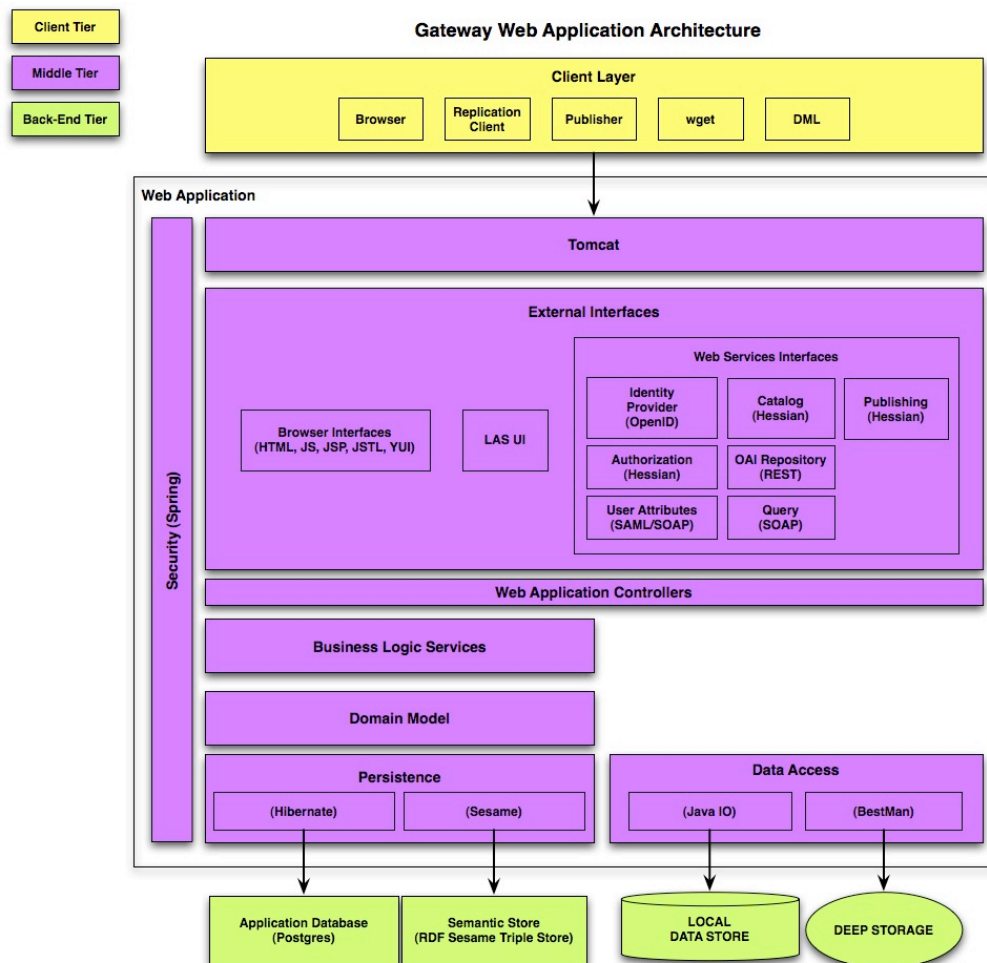 Client Tier
Middle Tier
Back-End Tier
Gateway Web Application Architecture
Client Layer
Browser
Replication
Client
Publisher
wget
DML
Web Application
Security (Spring)
Tomcat
External Interfaces
Browser Interfaces
(HTML, JS, JSP, JSTL, YUI)
LAS UI
Web Services Interfaces
Identity
Provider
(OpenID)
Catalog
(Hessian)
Publishing
(Hessian)
Authorization
(Hessian)
OAI Repository
(REST)
User Attributes
(SAML/SOAP)
Query
(SOAP)
Web Application Controllers
Business Logic Services
Domain Model
Persistence
(Hibernate)
(Sesame)
Data Access
(Java IO)
(BestMan)
Application Database
(Postgres)
Semantic Store
(RDF Sesame Triple Store)
LOCAL
DATA STORE
DEEP STORAGE